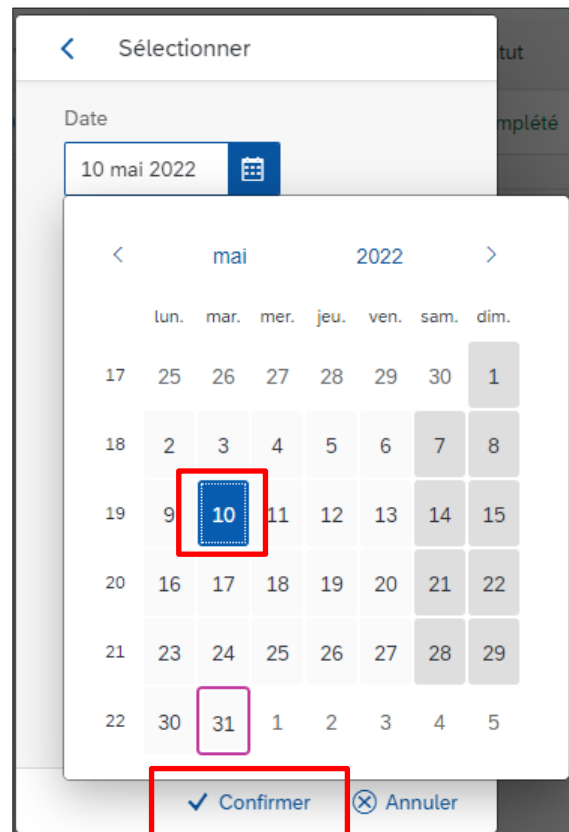 Sélectionner
tut
Date
mplété
10 mai 2022
mai 2022
lun. mar. mer. jeu. ven. sam. dim.
17 25 26 27 28 29 30 1
18 2 3 4 5 6 7 8
19 9 10 11 12 13 14 15
20 16 17 18 19 20 21 22
21 23 24 25 26 27 28 29
22 30 31 1 2 3 4 5
Confirmer Annuler